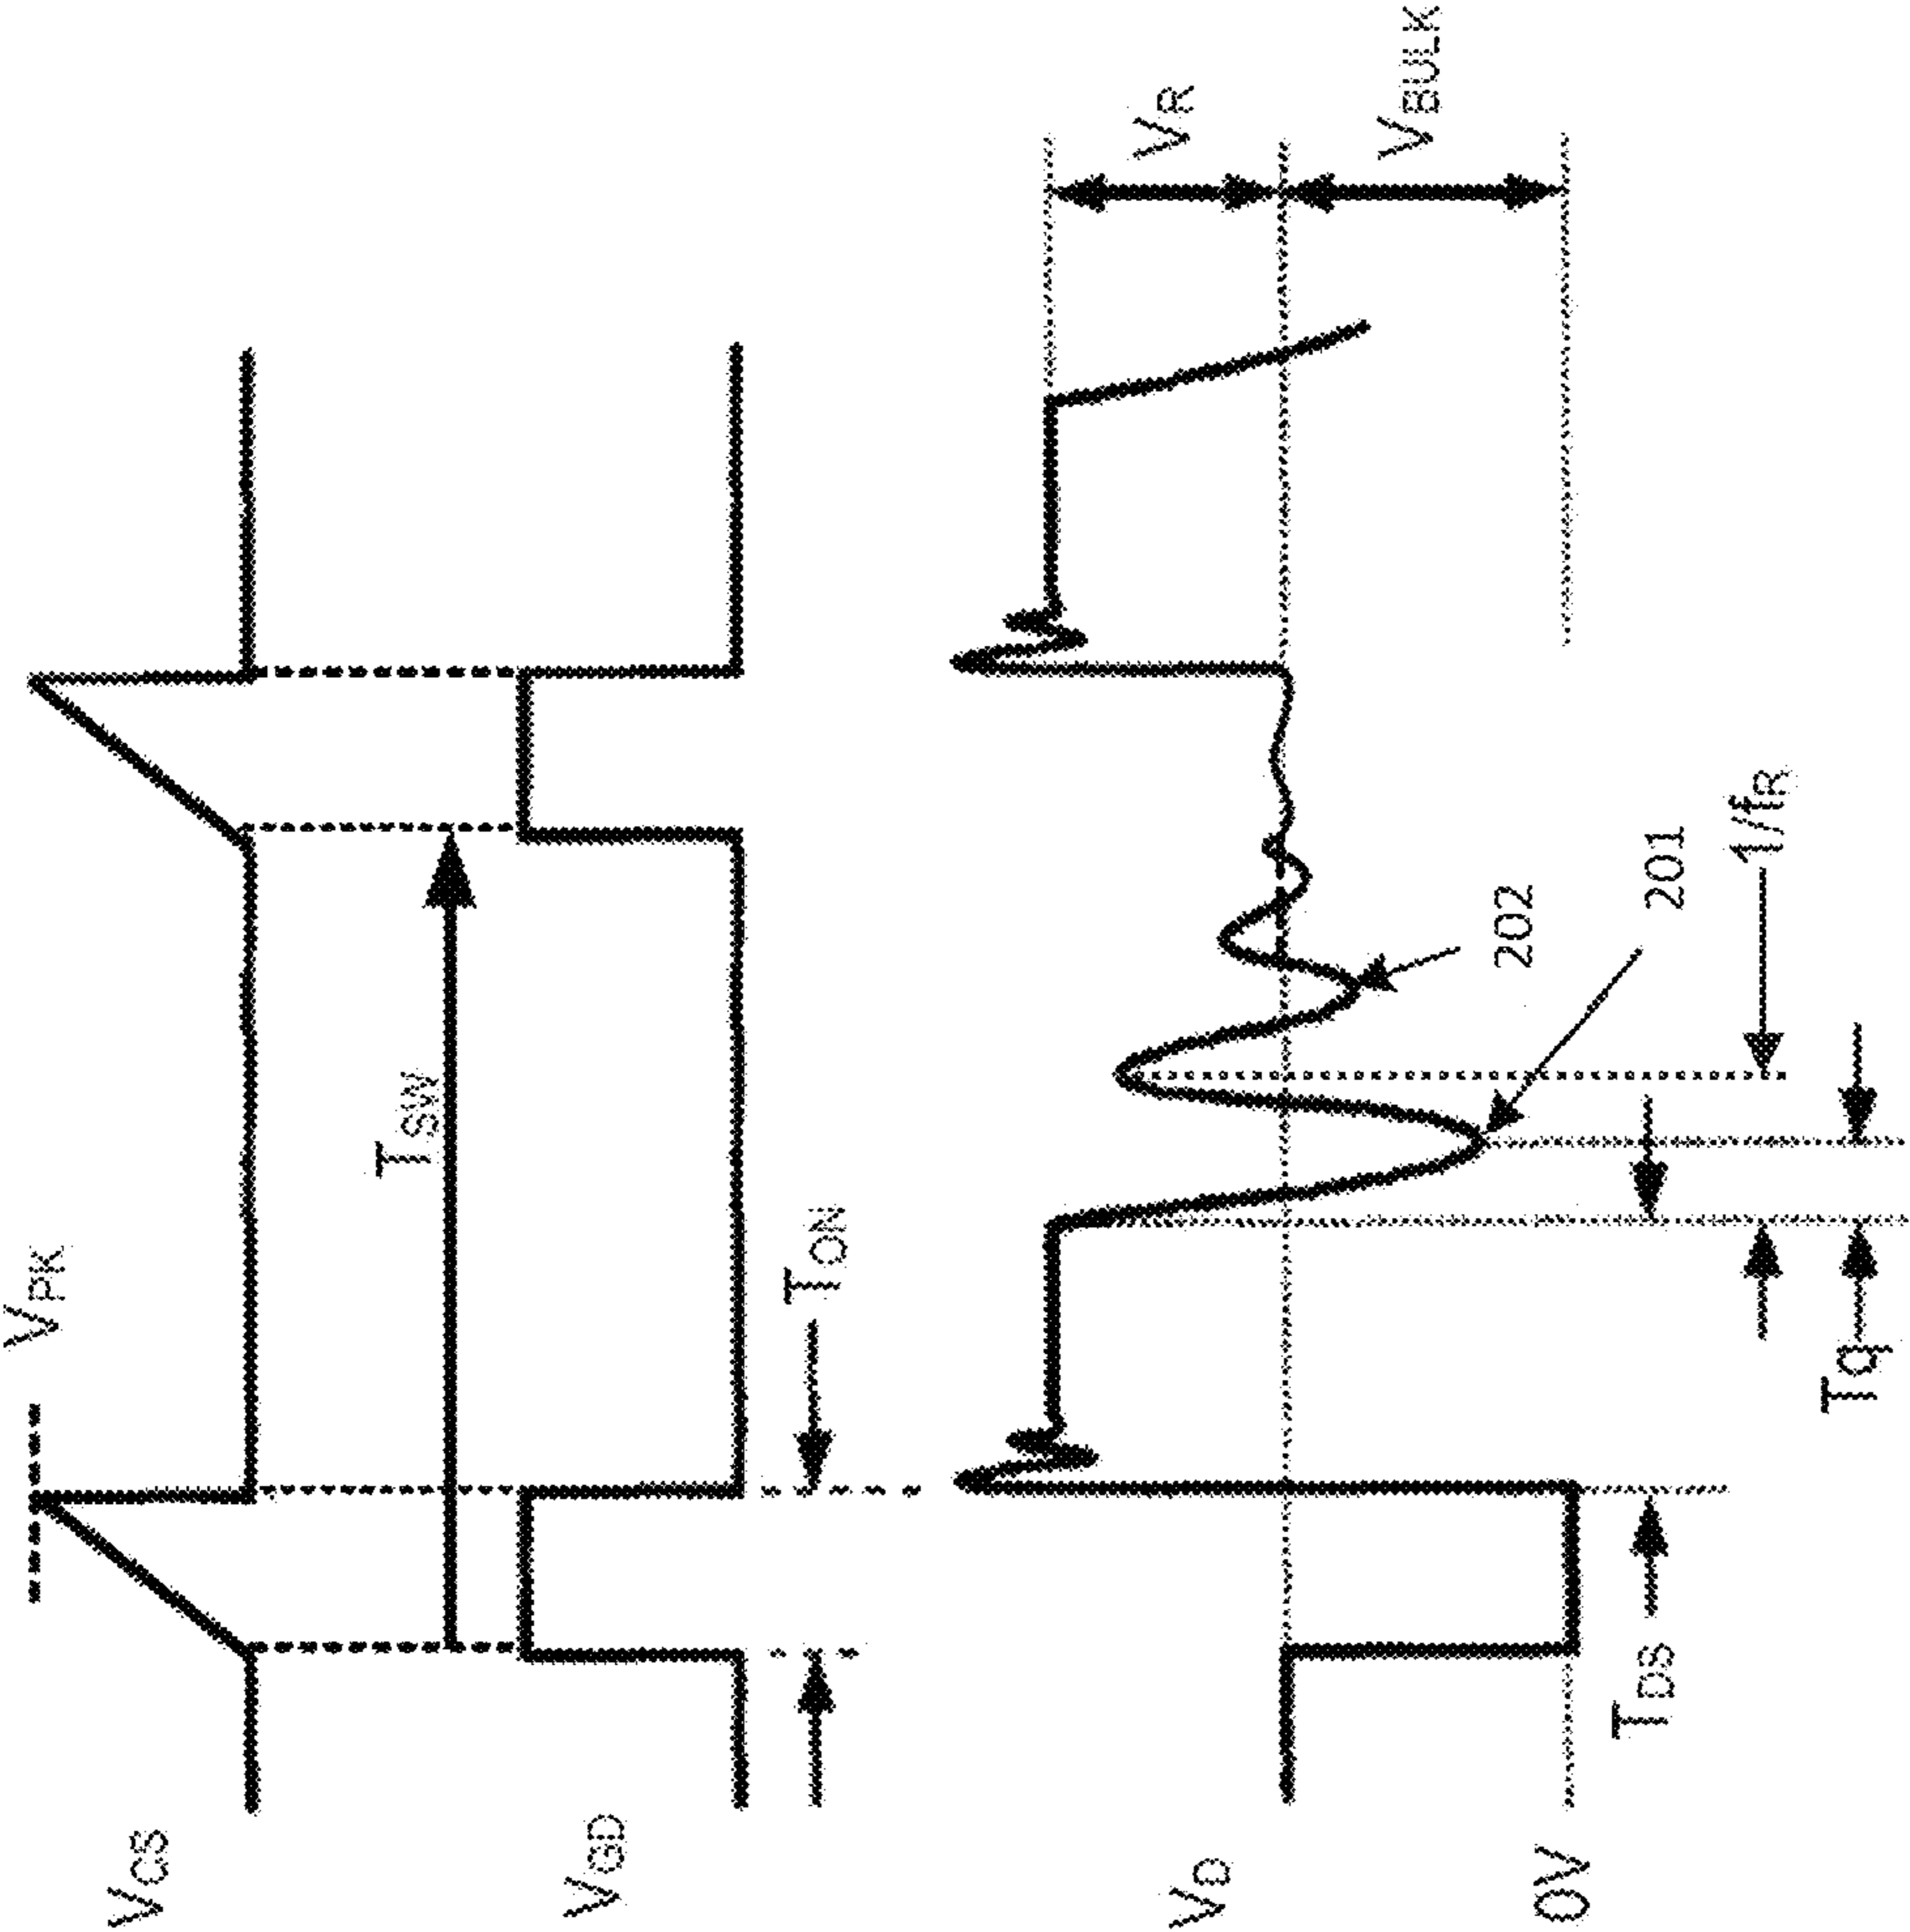 VCS
VPK
TSW
VGD
TON
VD
VR
VBULK
0V
202
201
TDS
1/fR
Tq